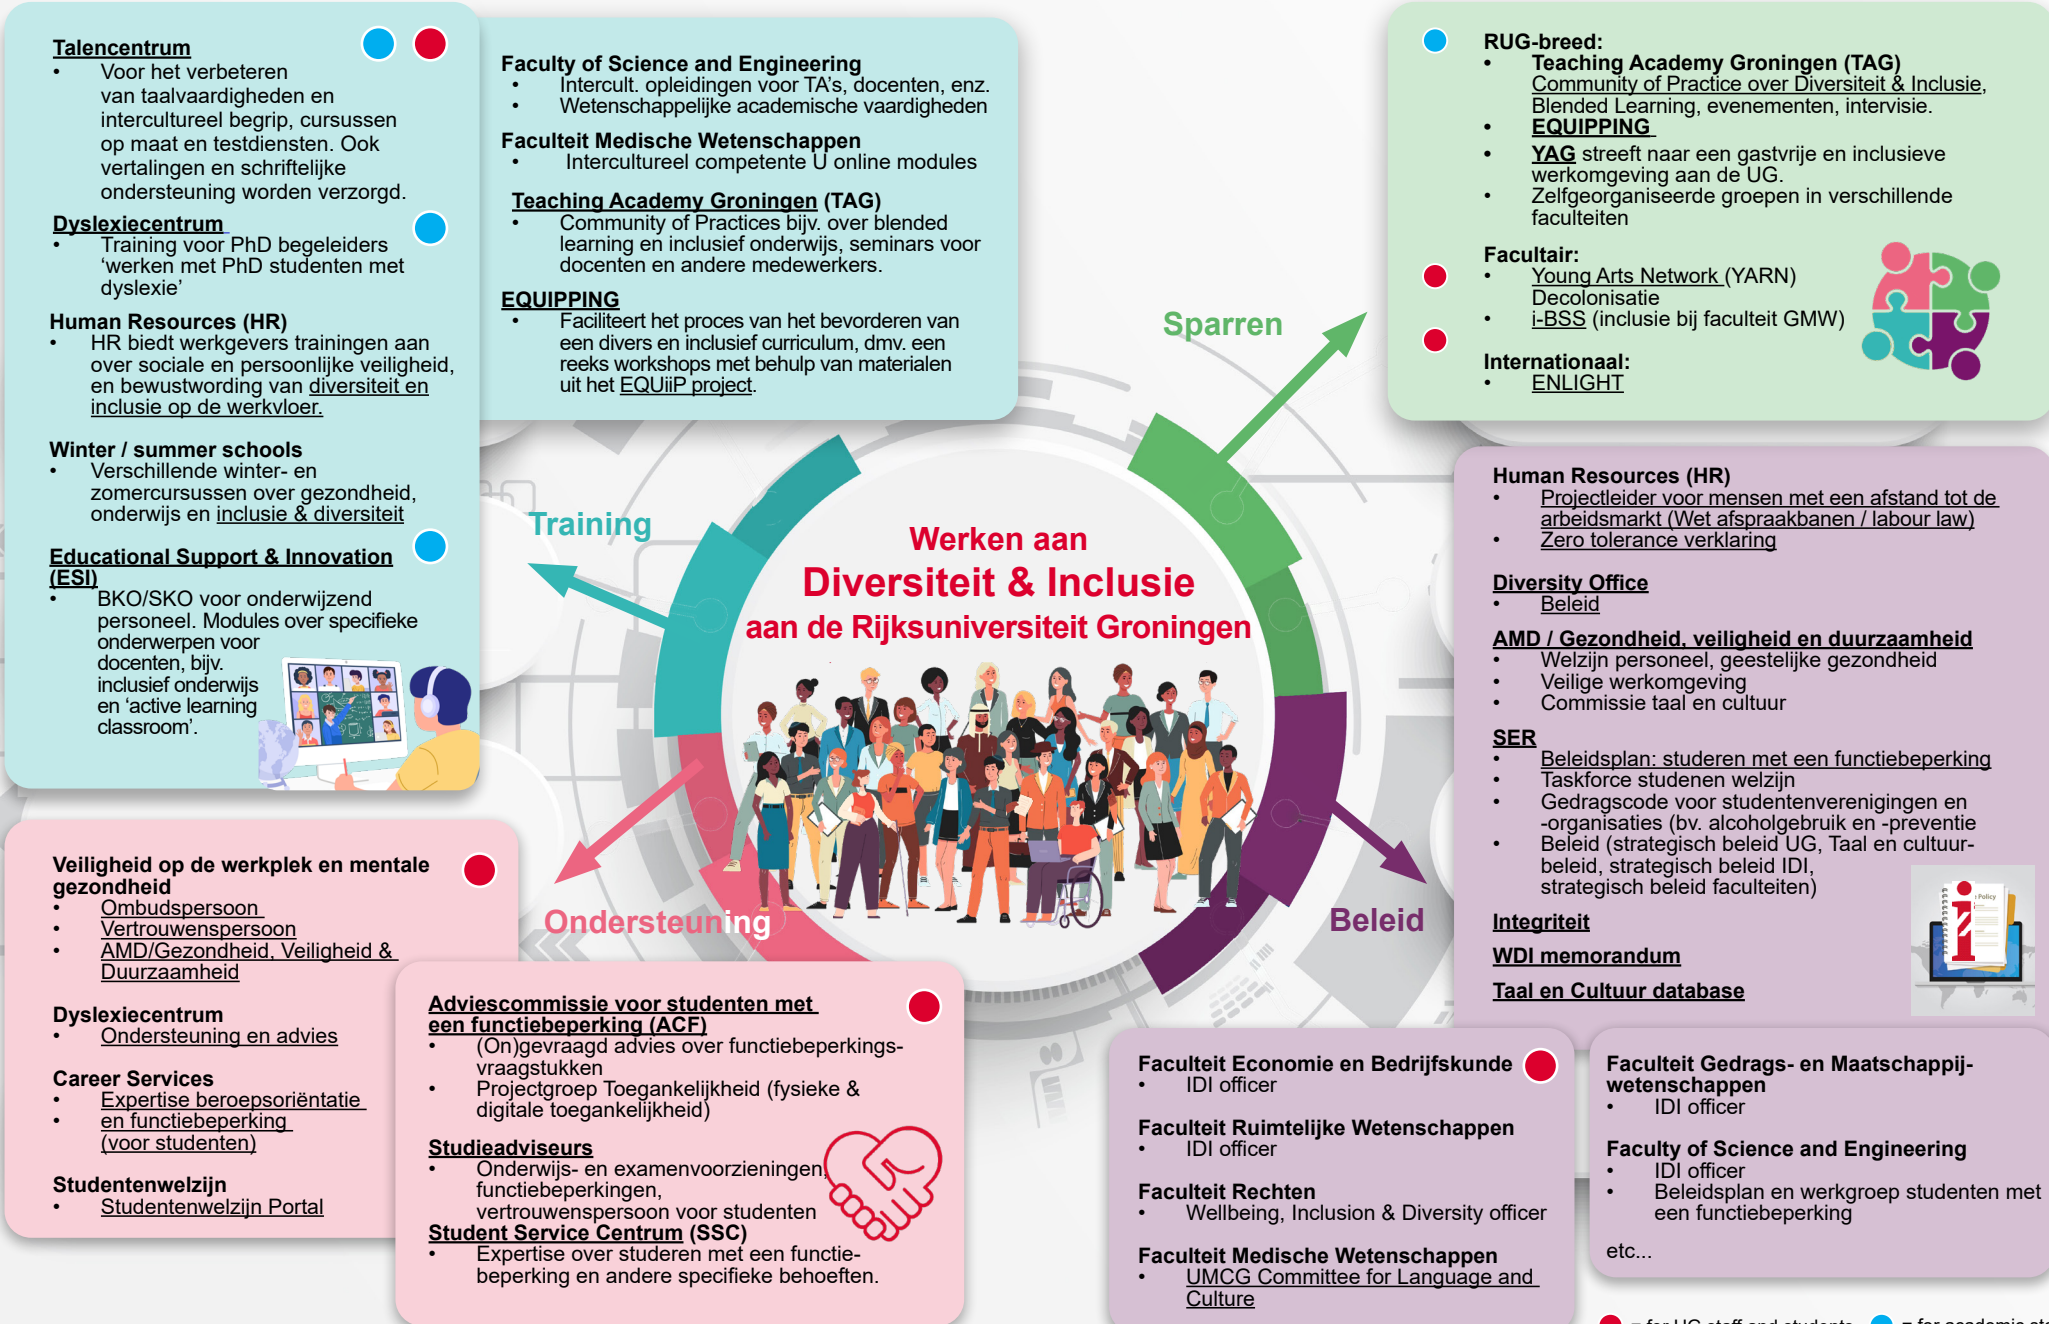 Talencentrum
• Voor het verbeteren
van taalvaardigheden en
intercultureel begrip, cursussen
op maat en testdiensten. Ook
vertalingen en schriftelijke
ondersteuning worden verzorgd.
Dyslexiecentrum
• Training voor PhD begeleiders
‘werken met PhD studenten met
dyslexie’
Human Resources (HR)
• HR biedt werkgevers trainingen aan
over sociale en persoonlijke veiligheid,
en bewustwording van diversiteit en
inclusie op de werkvloer.
Winter / summer schools
• Verschillende winter- en
zomercursussen over gezondheid,
onderwijs en inclusie & diversiteit
Educational Support & Innovation
(ESI)
• BKO/SKO voor onderwijzend
personeel. Modules over specifieke
onderwerpen voor
docenten, bijv.
inclusief onderwijs
en ‘active learning
classroom’.
Faculty of Science and Engineering
• Intercult. opleidingen voor TA's, docenten, enz.
• Wetenschappelijke academische vaardigheden
Faculteit Medische Wetenschappen
• Intercultureel competente U online modules
Teaching Academy Groningen (TAG)
• Community of Practices bijv. over blended
learning en inclusief onderwijs, seminars voor
docenten en andere medewerkers.
EQUIPPING
• Faciliteert het proces van het bevorderen van
een divers en inclusief curriculum, dmv. een
reeks workshops met behulp van materialen
uit het EQUiiP project.
RUG-breed:
• Teaching Academy Groningen (TAG)
Community of Practice over Diversiteit & Inclusie,
Blended Learning, evenementen, intervisie.
• EQUIPPING
• YAG streeft naar een gastvrije en inclusieve
werkomgeving aan de UG.
• Zelfgeorganiseerde groepen in verschillende
faculteiten
Facultair:
• Young Arts Network (YARN)
Decolonisatie
• i-BSS (inclusie bij faculteit GMW)
Internationaal:
• ENLIGHT
Sparren
Training
Werken aan
Diversiteit & Inclusie
aan de Rijksuniversiteit Groningen
Ondersteuning
Beleid
Human Resources (HR)
• Projectleider voor mensen met een afstand tot de
arbeidsmarkt (Wet afspraakbanen / labour law)
• Zero tolerance verklaring
Diversity Office
• Beleid
AMD / Gezondheid, veiligheid en duurzaamheid
• Welzijn personeel, geestelijke gezondheid
• Veilige werkomgeving
• Commissie taal en cultuur
SER
• Beleidsplan: studeren met een functiebeperking
• Taskforce studenen welzijn
• Gedragscode voor studentenverenigingen en
-organisaties (bv. alcoholgebruik en -preventie
• Beleid (strategisch beleid UG, Taal en cultuur-
beleid, strategisch beleid IDI,
strategisch beleid faculteiten)
Integriteit
WDI memorandum
Taal en Cultuur database
Policy
Veiligheid op de werkplek en mentale
gezondheid
• Ombudspersoon
• Vertrouwenspersoon
• AMD/Gezondheid, Veiligheid &
Duurzaamheid
Dyslexiecentrum
• Ondersteuning en advies
Career Services
• Expertise beroepsoriëntatie
• en functiebeperking
(voor studenten)
Studentenwelzijn
• Studentenwelzijn Portal
Adviescommissie voor studenten met
een functiebeperking (ACF)
• (On)gevraagd advies over functiebeperkings-
vraagstukken
• Projectgroep Toegankelijkheid (fysieke &
digitale toegankelijkheid)
Studieadviseurs
• Onderwijs- en examenvoorzieningen,
functiebeperkingen,
vertrouwenspersoon voor studenten
Student Service Centrum (SSC)
• Expertise over studeren met een functie-
beperking en andere specifieke behoeften.
Faculteit Economie en Bedrijfskunde
• IDI officer
Faculteit Ruimtelijke Wetenschappen
• IDI officer
Faculteit Rechten
• Wellbeing, Inclusion & Diversity officer
Faculteit Medische Wetenschappen
• UMCG Committee for Language and
Culture
Faculteit Gedrags- en Maatschappij-
wetenschappen
• IDI officer
Faculty of Science and Engineering
• IDI officer
• Beleidsplan en werkgroep studenten met
een functiebeperking
etc...
= for UG staff and students = for academic